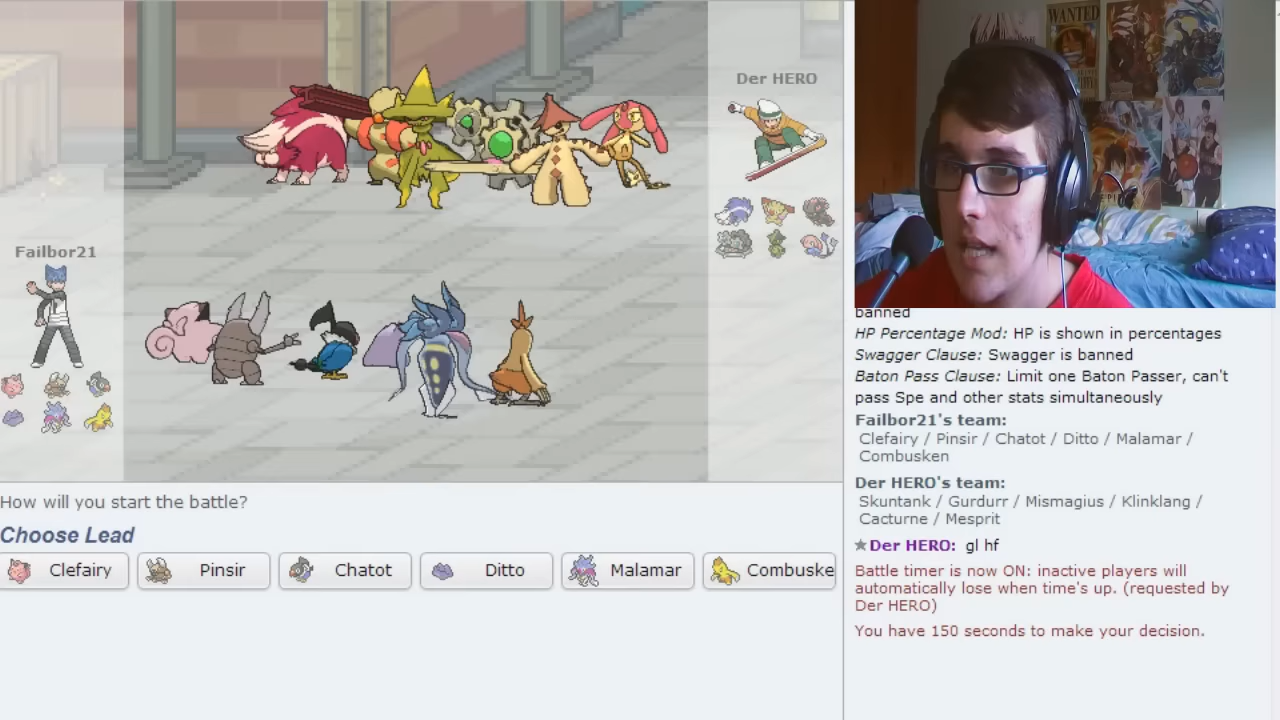 WANTED
Der HERO
Failbor21
banned
HP Percentage Mod: HP is shown in percentages
Swagger Clause: Swagger is banned
Baton Pass Clause: Limit one Baton Passer, can't
pass Spe and other stats simultaneously
Failbor21's team:
Clefairy / Pinsir / Chatot / Ditto / Malamar /
Combusken
Der HERO's team:
Skuntank / Gurdurr / Mismagius / Klinklang /
Cacturne / Mesprit
★Der HERO: gl hf
Battle timer is now ON: inactive players will
automatically lose when time's up. (requested by
Der HERO)
You have 150 seconds to make your decision.
How will you start the battle?
Choose Lead
Clefairy Pinsir Chatot Ditto Malamar Combuske